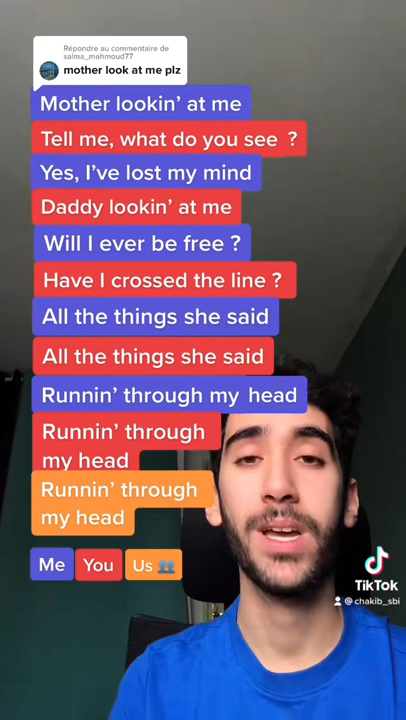 Répondre au commentaire de
salma_mahmoud77
mother look at me plz
Mother lookin’ at me
Tell me, what do you see ?
Yes, I’ve lost my mind
Daddy lookin’ at me
Will I ever be free ?
Have I crossed the line ?
All the things she said
All the things she said
Runnin’ through my head
Runnin’ through
my head
Runnin’ through
my head
Me You Us
TikTok
@chakib_sbi